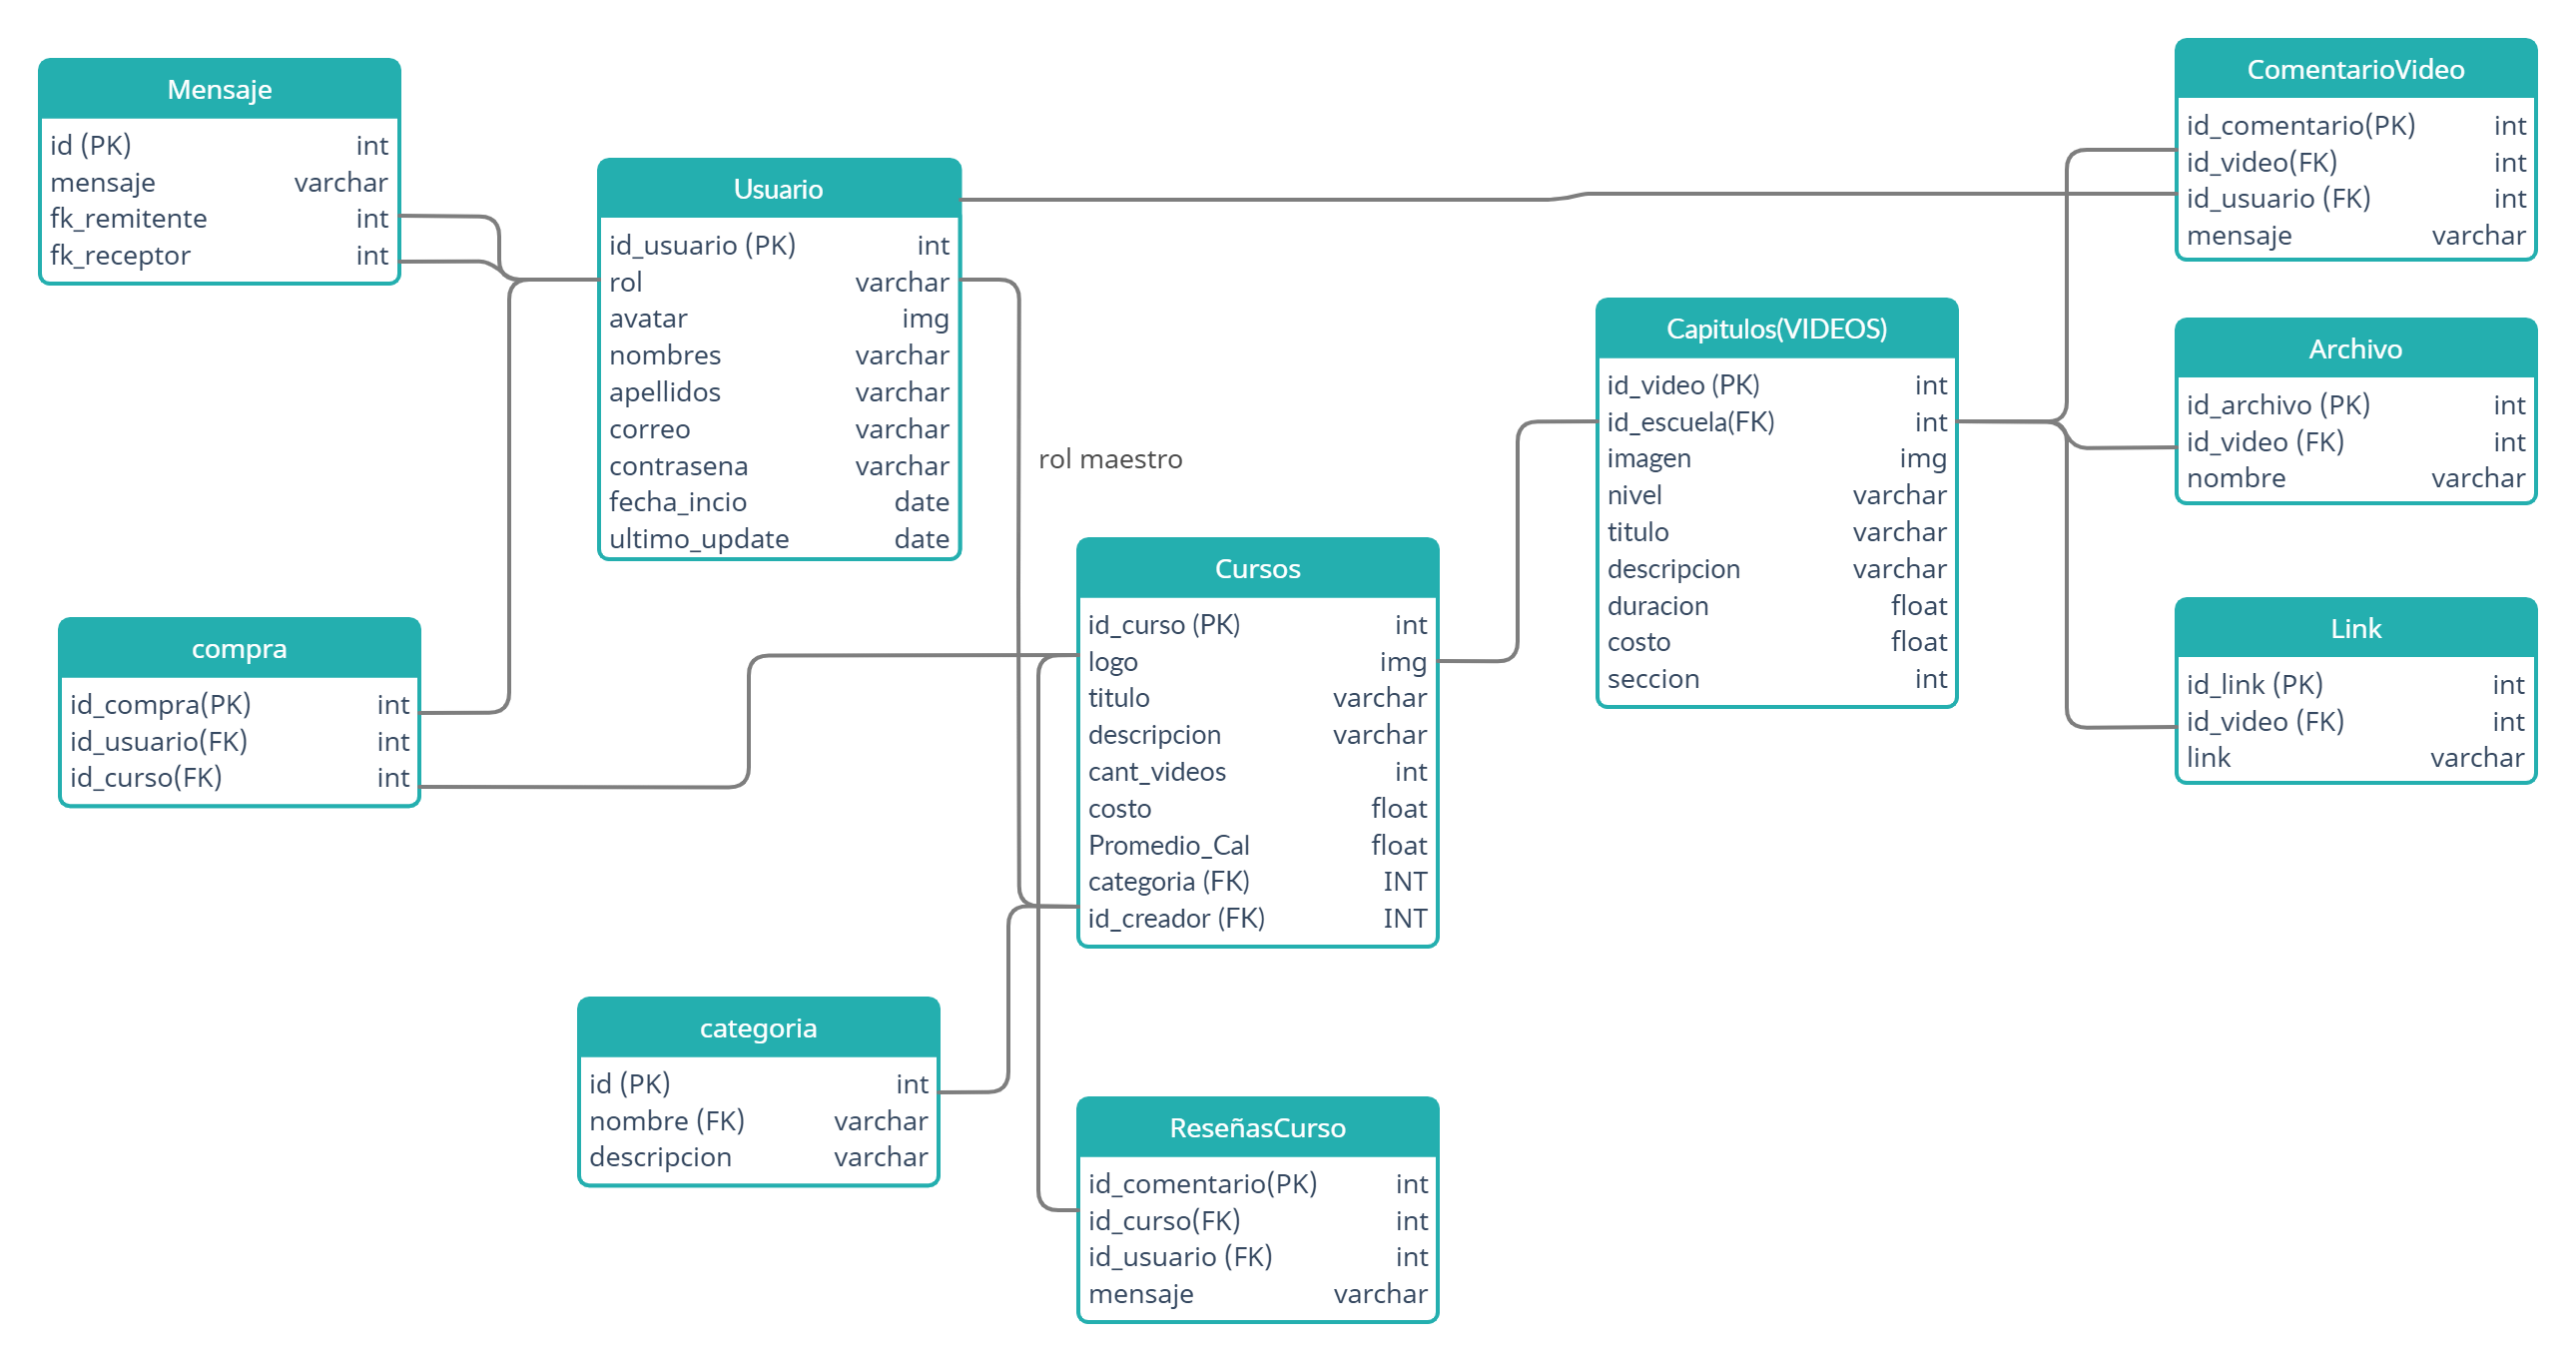 Mensaje
id (PK) int
mensaje varchar
fk_remitente int
fk_receptor int
Usuario
id_usuario (PK) int
rol varchar
avatar img
nombres varchar
apellidos varchar
correo varchar
contrasena varchar
fecha_incio date
ultimo_update date
ComentarioVideo
id_comentario(PK) int
id_video(FK) int
id_usuario (FK) int
mensaje varchar
Capitulos(VIDEOS)
id_video (PK) int
id_escuela(FK) int
imagen img
nivel varchar
titulo varchar
descripcion varchar
duracion float
costo float
seccion int
Archivo
id_archivo (PK) int
id_video (FK) int
nombre varchar
rol maestro
Cursos
id_curso (PK) int
logo img
titulo varchar
descripcion varchar
cant_videos int
costo float
Promedio_Cal float
categoria (FK) INT
id_creador (FK) INT
Link
id_link (PK) int
id_video (FK) int
link varchar
compra
id_compra(PK) int
id_usuario(FK) int
id_curso(FK) int
categoria
id (PK) int
nombre (FK) varchar
descripcion varchar
ReseñasCurso
id_comentario(PK) int
id_curso(FK) int
id_usuario (FK) int
mensaje varchar